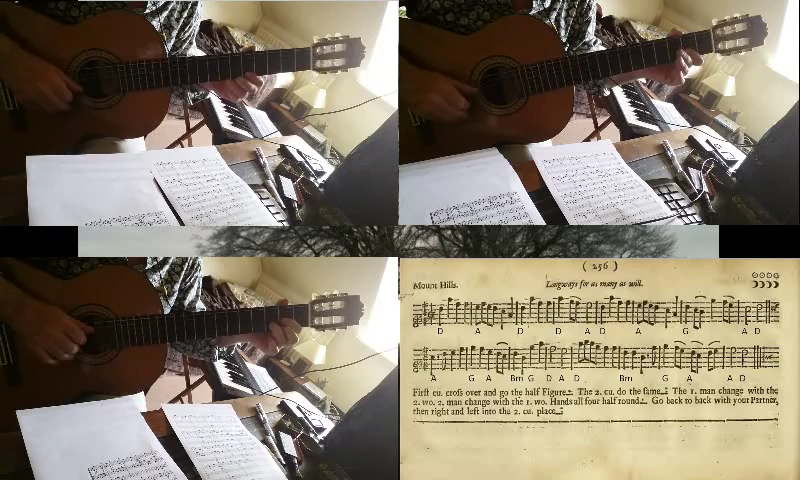 ( 256 )
Mount Hills.
Longways for as many as will.
D A D A D A G A D
A G A Bm G D A D Bm G A A D
First cu. cross over and go the half Figure. The 2. cu. do the same. The 1. man change with the
2. wo. 2. man change with the 1. wo. Hands all four half round. Go back to back with your Partner,
then right and left into the 2. cu. place.